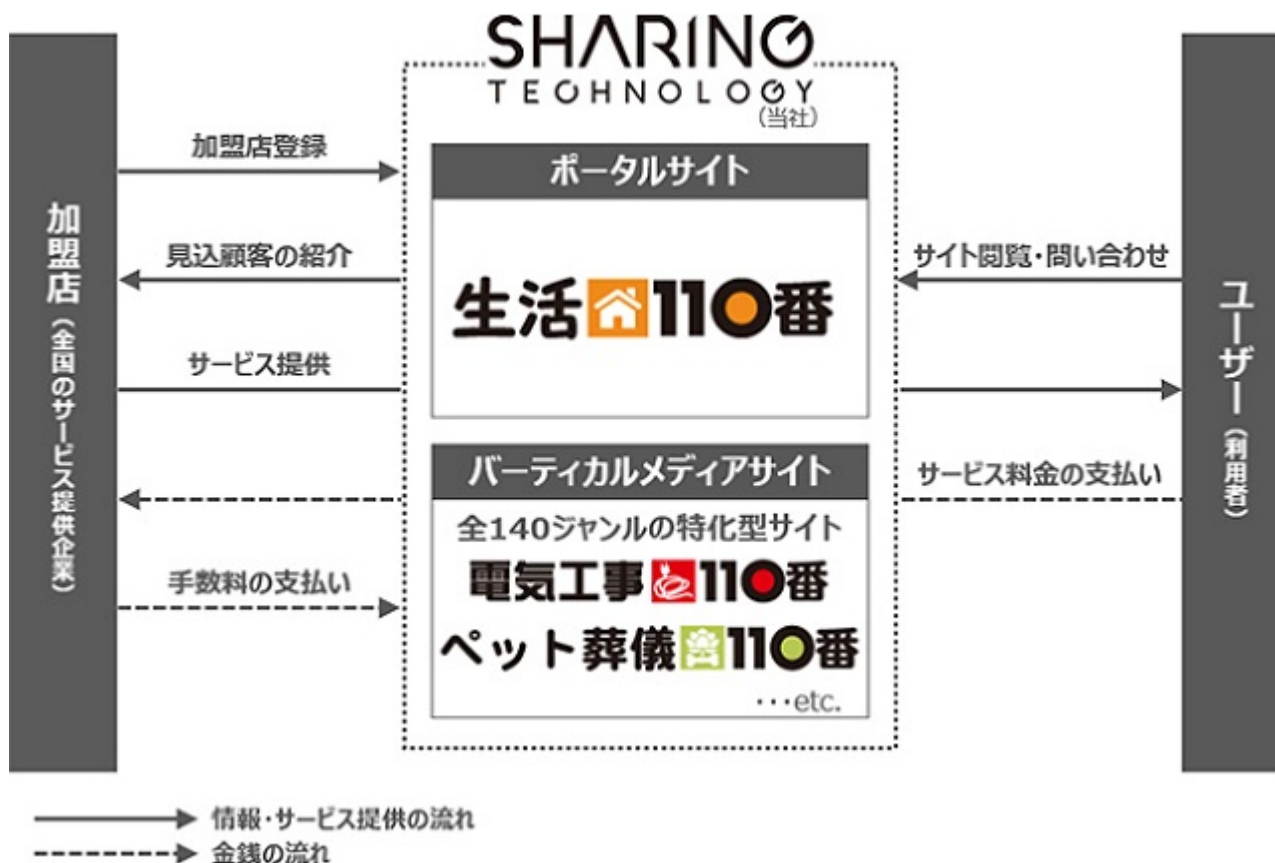 SHARING
TECHNOLOGY
(当社)
加盟店(全国のサービス提供企業)
加盟店登録
見込顧客の紹介
サービス提供
手数料の支払い
ポータルサイト
生活110番
バーティカルメディアサイト
全140ジャンルの特化型サイト
電気工事110番
ペット葬儀110番
…etc.
サイト閲覧・問い合わせ
サービス料金の支払い
ユーザー(利用者)
情報・サービス提供の流れ
金銭の流れ